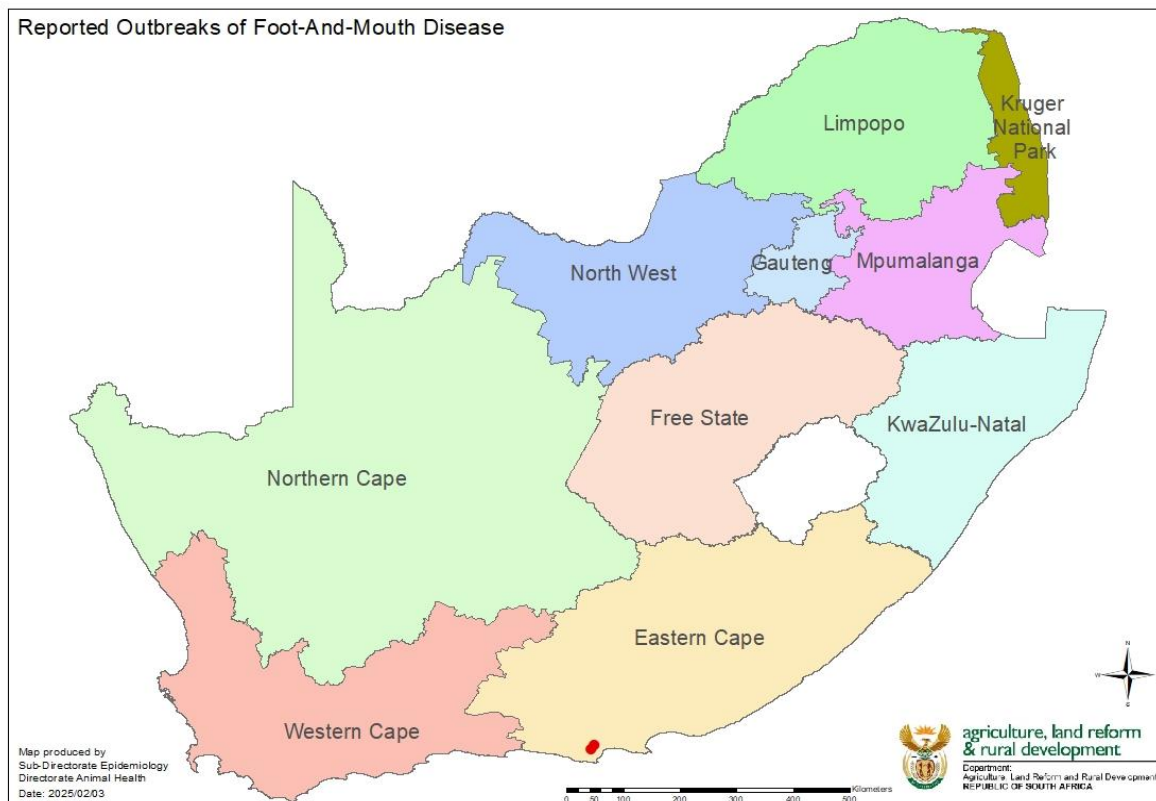 Reported Outbreaks of Foot-And-Mouth Disease
Limpopo
Kruger
National
Park
North West
Gauteng
Mpumalanga
Free State
KwaZulu-Natal
Northern Cape
Eastern Cape
Western Cape
N
W
S
Map produced by
Sub-Directorate Epidemiology
Directorate Animal Health
Date: 2025/02/03
Kilometers
0 50 100 200 300 400 500
agriculture, land reform
& rural development
Department:
Agriculture, Land Reform and Rural Development
REPUBLIC OF SOUTH AFRICA